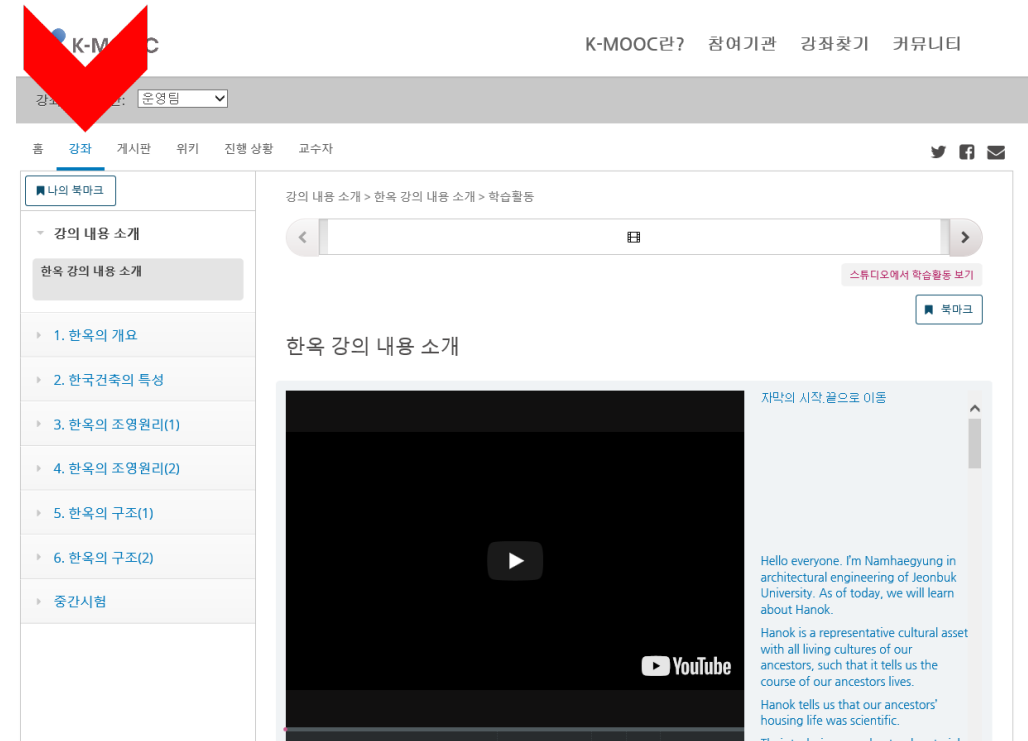 K-M C
K-MOOC란? 참여기관 강좌찾기 커뮤니티
운영팀
홈 강좌 게시판 위키 진행 상황 교수자
나의 북마크
강의 내용 소개 > 한옥 강의 내용 소개 > 학습활동
강의 내용 소개
한옥 강의 내용 소개
스튜디오에서 학습활동 보기
북마크
1. 한옥의 개요
2. 한국건축의 특성
3. 한옥의 조영원리(1)
4. 한옥의 조영원리(2)
5. 한옥의 구조(1)
6. 한옥의 구조(2)
중간시험
한옥 강의 내용 소개
YouTube
자막의 시작.끝으로 이동
Hello everyone. I'm Namhaegyung in
architectural engineering of Jeonbuk
University. As of today, we will learn
about Hanok.
Hanok is a representative cultural asset
with all living cultures of our
ancestors, such that it tells us the
course of our ancestors lives.
Hanok tells us that our ancestors'
housing life was scientific.